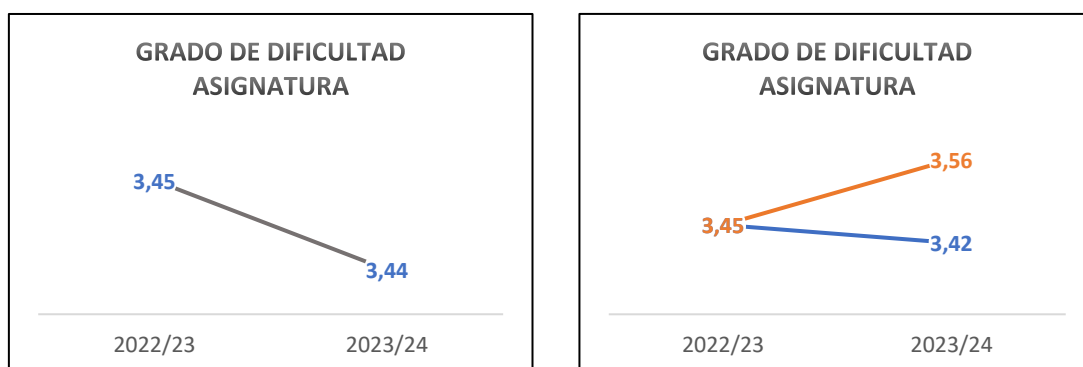 GRADO DE DIFICULTAD
ASIGNATURA
3,45
3,44
2022/23
2023/24
GRADO DE DIFICULTAD
ASIGNATURA
3,56
3,45
3,42
2022/23
2023/24